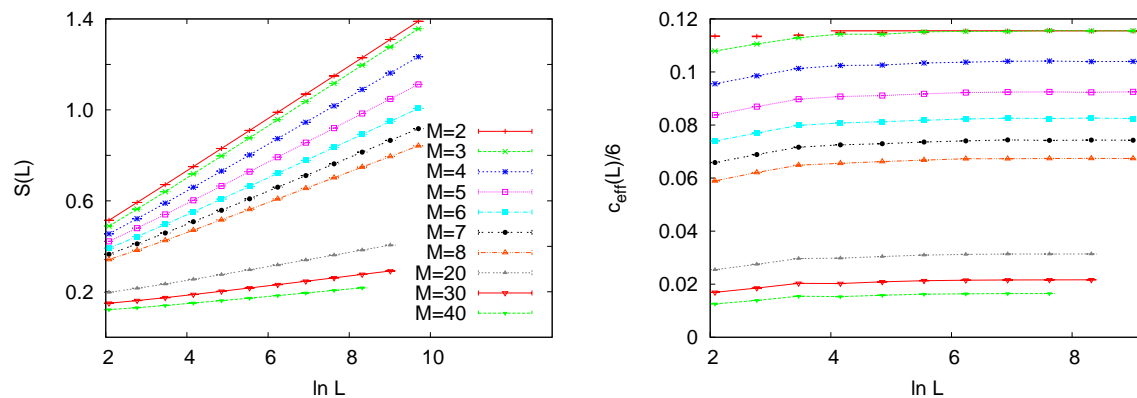 1.4
1.0
0.6
0.2
S(L)
M=2
M=3
M=4
M=5
M=6
M=7
M=8
M=20
M=30
M=40
2 4 6 8 10 12
ln L
0.12
0.1
0.08
0.06
0.04
0.02
0
c_eff(L)/6
2 4 6 8
ln L